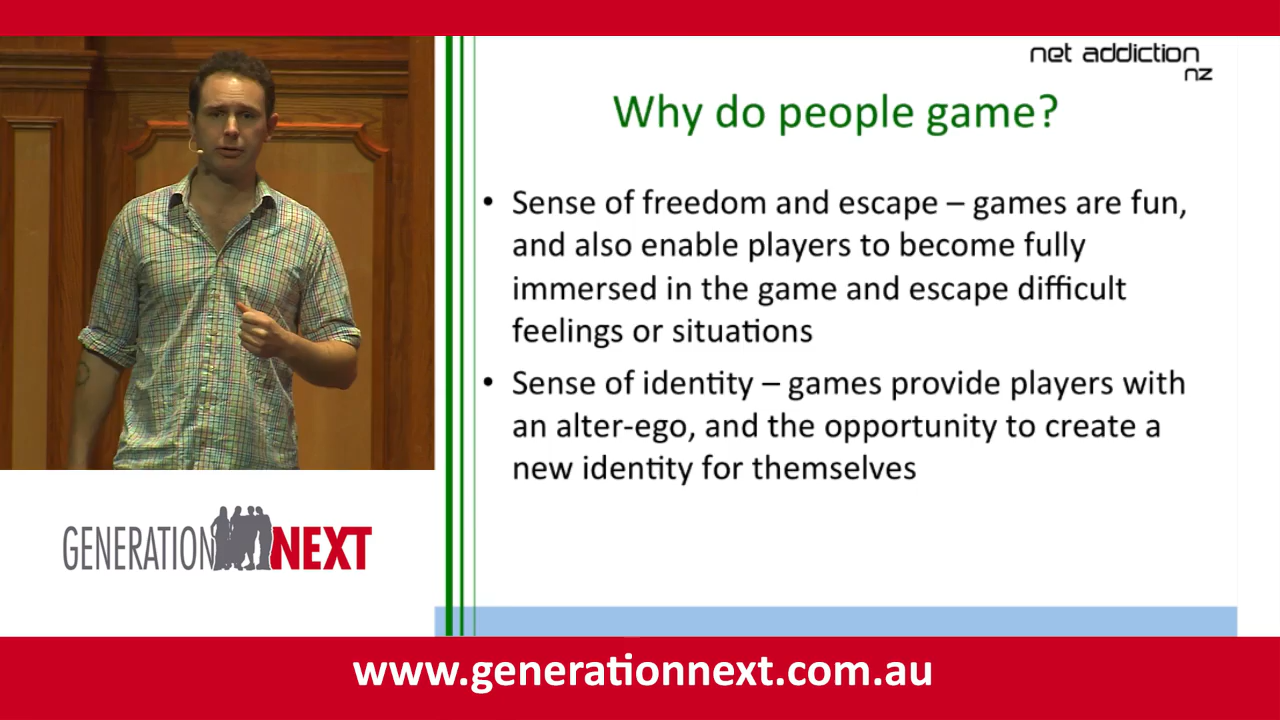 net addiction
nz
Why do people game?
• Sense of freedom and escape – games are fun,
and also enable players to become fully
immersed in the game and escape difficult
feelings or situations
• Sense of identity – games provide players with
an alter-ego, and the opportunity to create a
new identity for themselves
GENERATION NEXT
www.generationnext.com.au